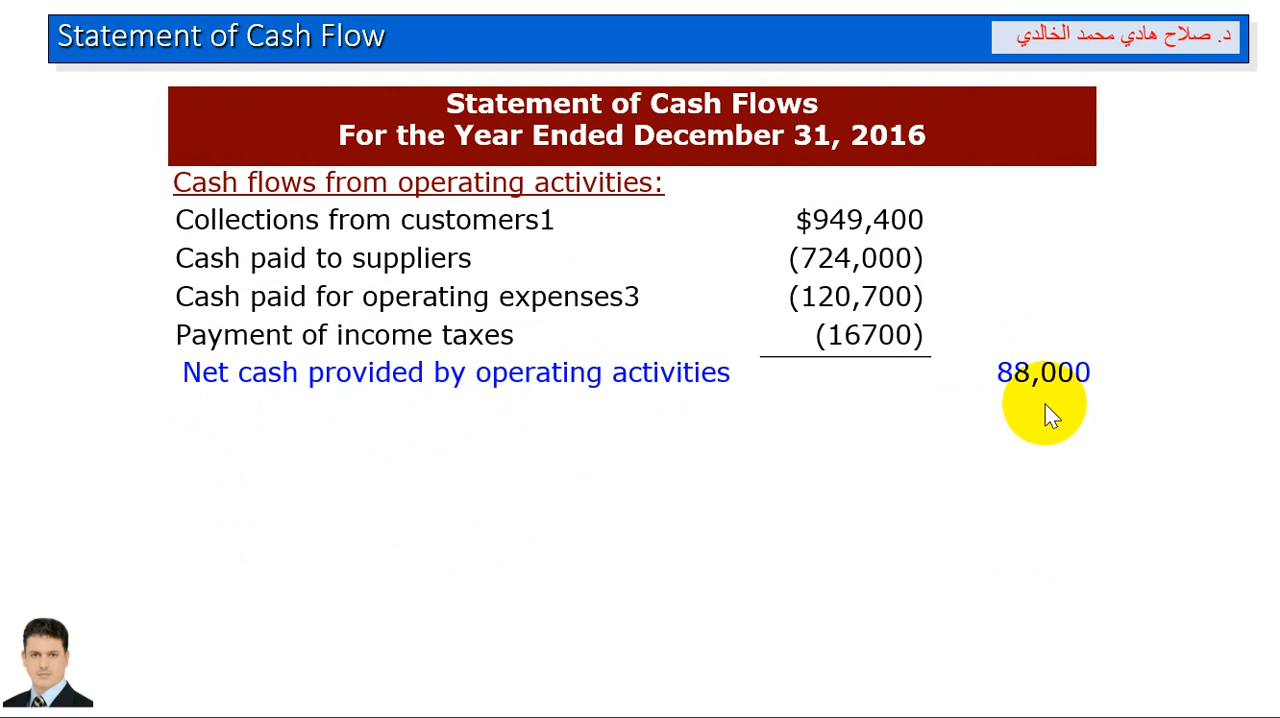 Statement of Cash Flow
د. صلاح هادي محمد الخالدي
Statement of Cash Flows
For the Year Ended December 31, 2016
Cash flows from operating activities:
Collections from customers1 $949,400
Cash paid to suppliers (724,000)
Cash paid for operating expenses3 (120,700)
Payment of income taxes (16700)
Net cash provided by operating activities 88,000